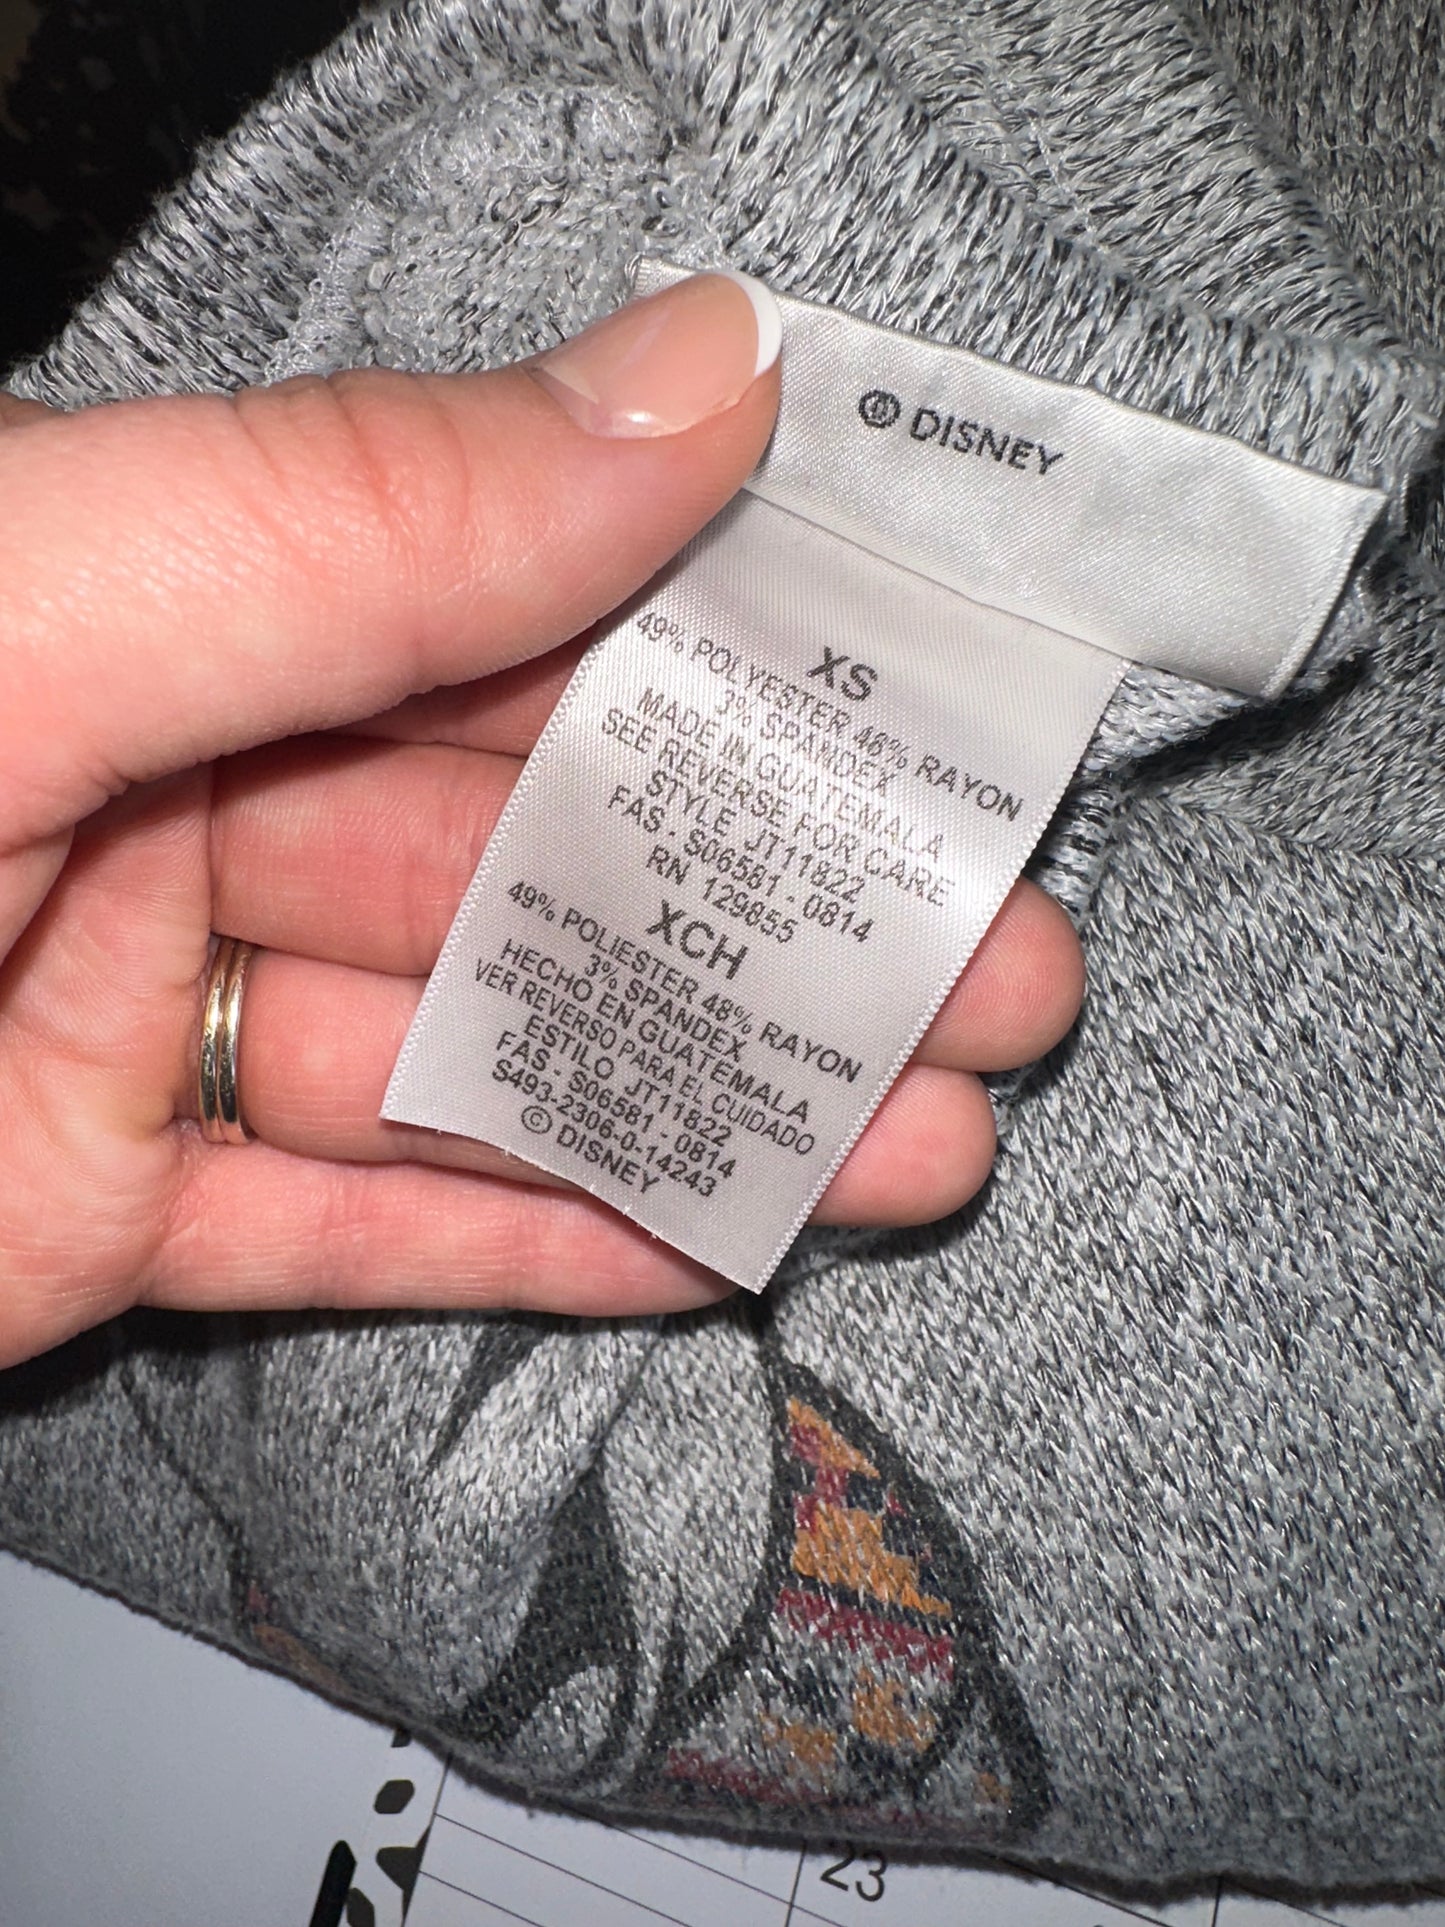 ® DISNEY
XS
49% POLYESTER 48% RAYON
3% SPANDEX
MADE IN GUATEMALA
SEE REVERSE FOR CARE
STYLE JT11822
FAS - S06581 - 0814
RN 129855
XCH
49% POLIESTER 48% RAYON
3% SPANDEX
HECHO EN GUATEMALA
VER REVERSO PARA EL CUIDADO
ESTILO JT11822
FAS - S06581 - 0814
S493-2306-0-14243
© DISNEY
23